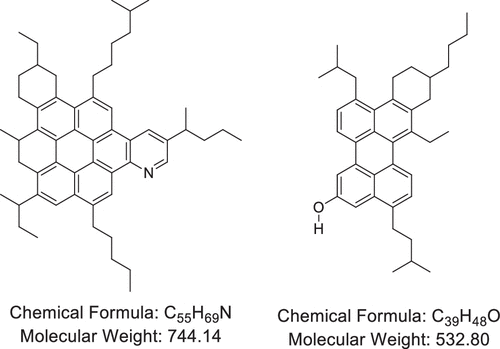 N
O
H
Chemical Formula: C₅₅H₆₉N
Molecular Weight: 744.14
Chemical Formula: C₃₉H₄₈O
Molecular Weight: 532.80